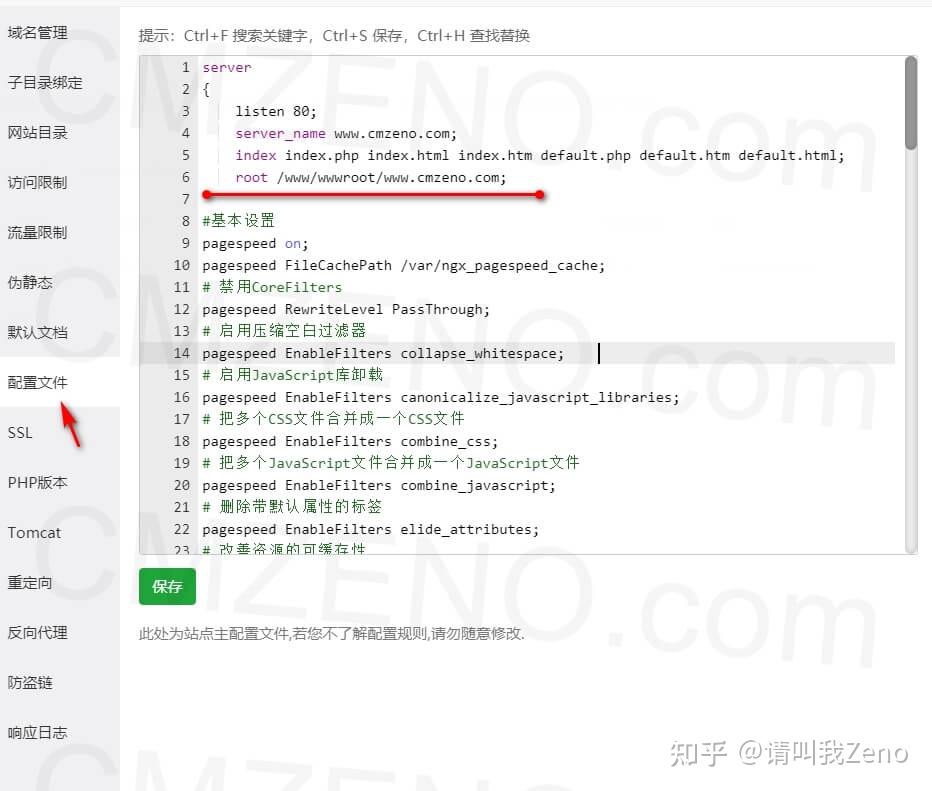 域名管理
子目录绑定
网站目录
访问限制
流量限制
伪静态
默认文档
配置文件
SSL
PHP版本
Tomcat
重定向
反向代理
防盗链
响应日志
提示：Ctrl+F 搜索关键字，Ctrl+S 保存，Ctrl+H 查找替换
1 server
2 {
3 listen 80;
4 server_name www.cmzeno.com;
5 index index.php index.html index.htm default.php default.htm default.html;
6 root /www/wwwroot/www.cmzeno.com;
7
8 #基本设置
9 pagespeed on;
10 pagespeed FileCachePath /var/ngx_pagespeed_cache;
11 # 禁用CoreFilters
12 pagespeed RewriteLevel PassThrough;
13 # 启用压缩空白过滤器
14 pagespeed EnableFilters collapse_whitespace;
15 # 启用JavaScript库卸载
16 pagespeed EnableFilters canonicalize_javascript_libraries;
17 # 把多个CSS文件合并成一个CSS文件
18 pagespeed EnableFilters combine_css;
19 # 把多个JavaScript文件合并成一个JavaScript文件
20 pagespeed EnableFilters combine_javascript;
21 # 删除带默认属性的标签
22 pagespeed EnableFilters elide_attributes;
23 # 改善资源的可缓存性
保存
此处为站点主配置文件,若您不了解配置规则,请勿随意修改.
CMZENO.com
CMZENO.com
CMZENO.com
知乎 @请叫我Zeno